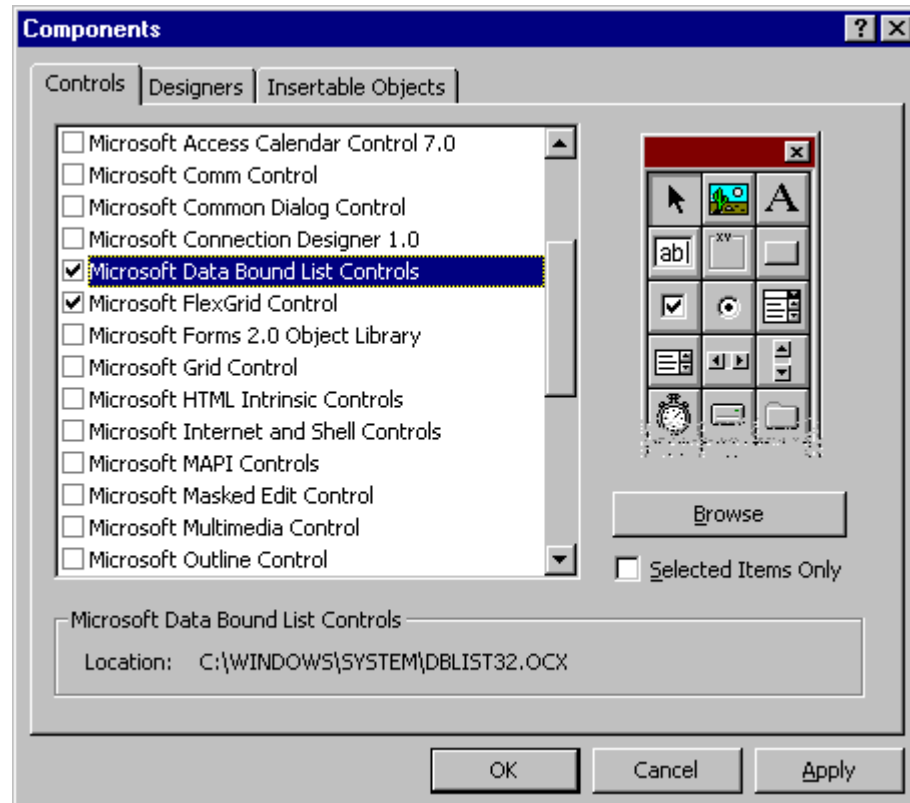 Components
Controls Designers Insertable Objects
Microsoft Access Calendar Control 7.0
Microsoft Comm Control
Microsoft Common Dialog Control
Microsoft Connection Designer 1.0
Microsoft Data Bound List Controls
Microsoft FlexGrid Control
Microsoft Forms 2.0 Object Library
Microsoft Grid Control
Microsoft HTML Intrinsic Controls
Microsoft Internet and Shell Controls
Microsoft MAPI Controls
Microsoft Masked Edit Control
Microsoft Multimedia Control
Microsoft Outline Control
A
ab|
XY
Browse
Selected Items Only
Microsoft Data Bound List Controls
Location: C:\WINDOWS\SYSTEM\DBLIST32.OCX
OK Cancel Apply